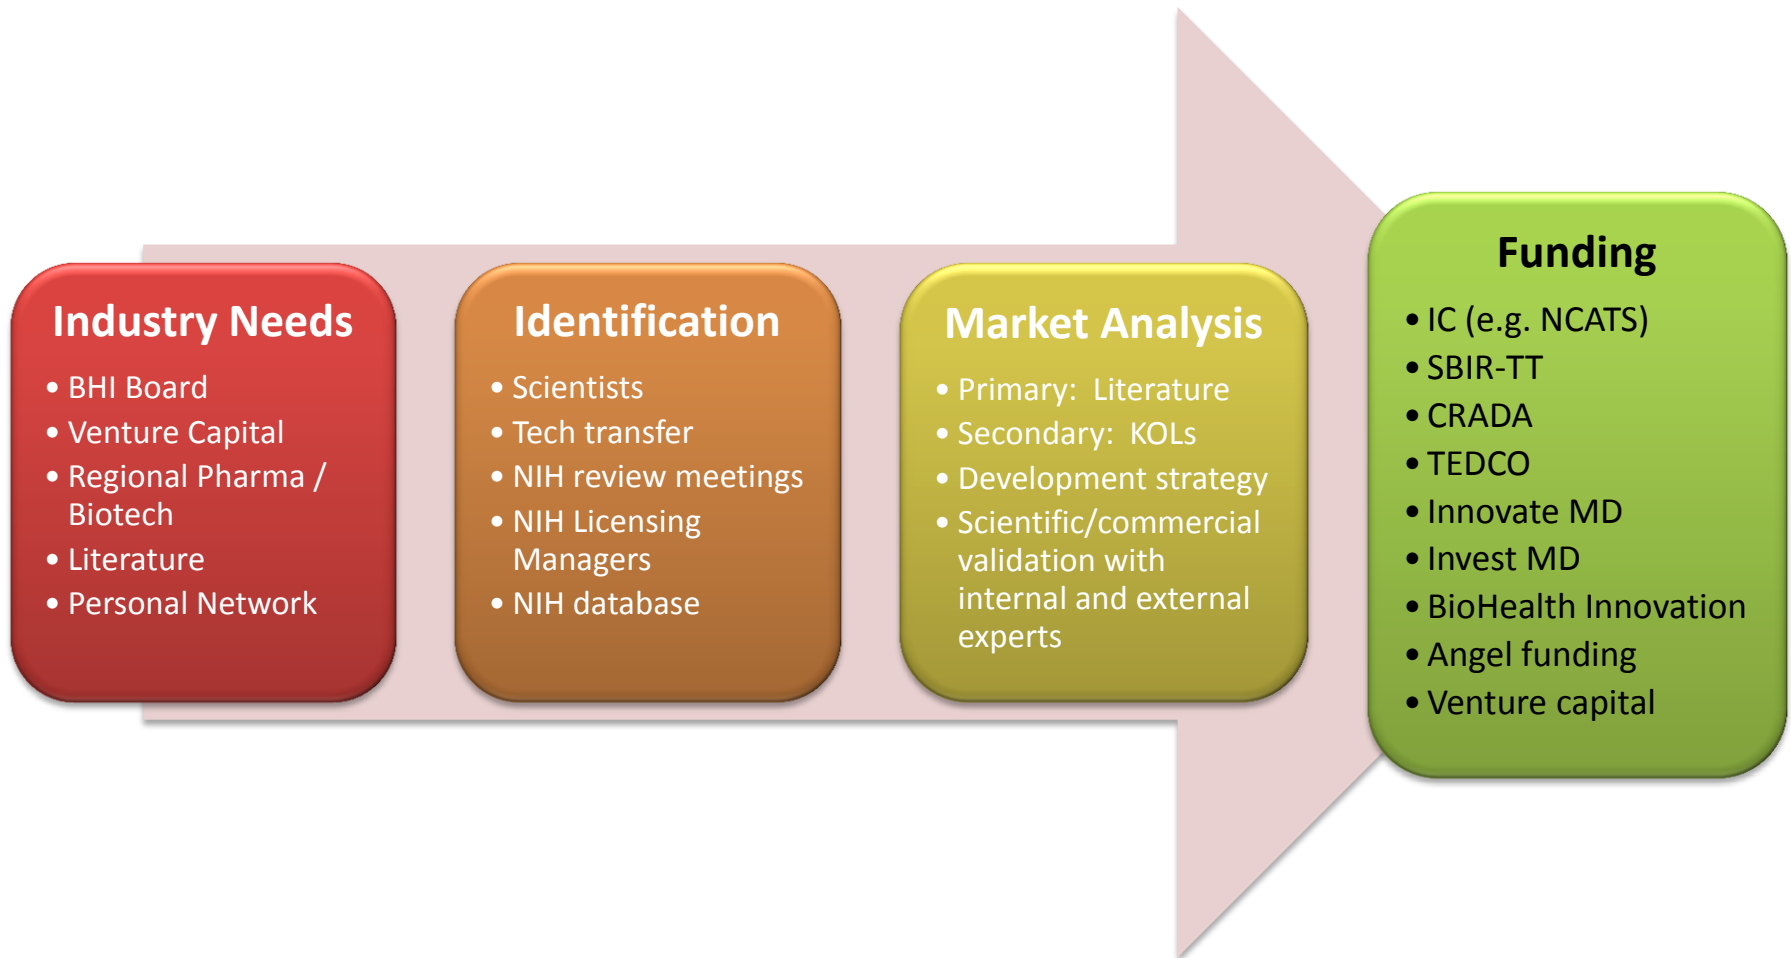 Industry Needs
• BHI Board
• Venture Capital
• Regional Pharma /
Biotech
• Literature
• Personal Network
Identification
• Scientists
• Tech transfer
• NIH review meetings
• NIH Licensing
Managers
• NIH database
Market Analysis
• Primary:  Literature
• Secondary:  KOLs
• Development strategy
• Scientific/commercial
validation with
internal and external
experts
Funding
• IC (e.g. NCATS)
• SBIR-TT
• CRADA
• TEDCO
• Innovate MD
• Invest MD
• BioHealth Innovation
• Angel funding
• Venture capital